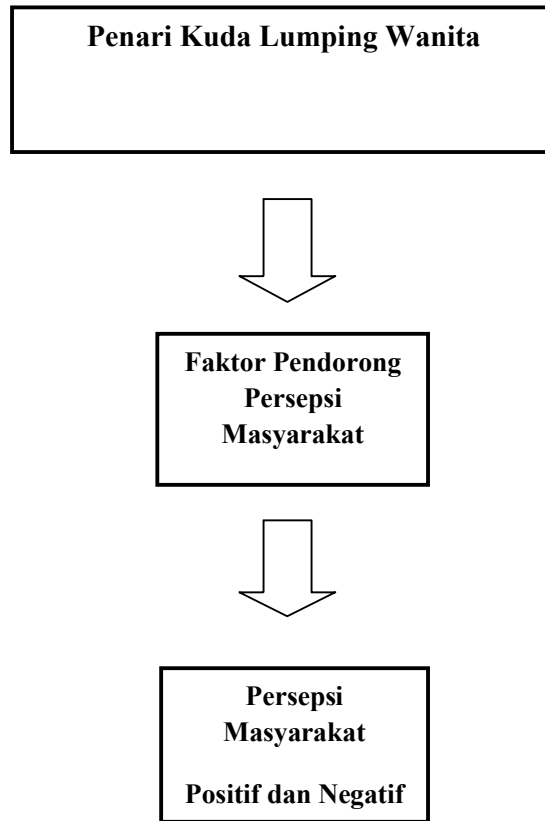 Penari Kuda Lumping Wanita
Faktor Pendorong
Persepsi
Masyarakat
Persepsi
Masyarakat
Positif dan Negatif